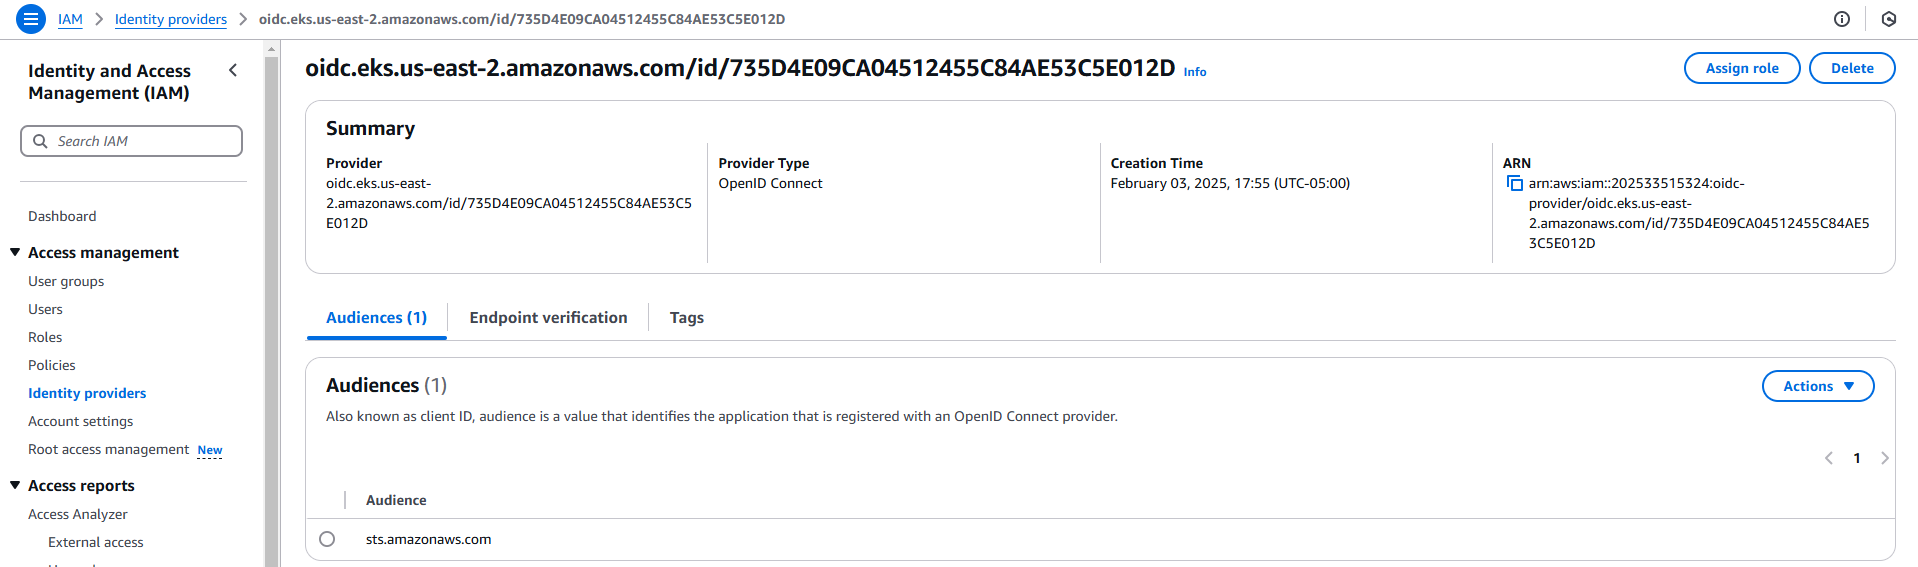 IAM > Identity providers > oidc.eks.us-east-2.amazonaws.com/id/735D4E09CA04512455C84AE53C5E012D
Identity and Access
Management (IAM)
Search IAM
Dashboard
Access management
User groups
Users
Roles
Policies
Identity providers
Account settings
Root access management New
Access reports
Access Analyzer
External access
oidc.eks.us-east-2.amazonaws.com/id/735D4E09CA04512455C84AE53C5E012D Info
Assign role
Delete
Summary
Provider
oidc.eks.us-east-
2.amazonaws.com/id/735D4E09CA04512455C84AE53C5
E012D
Provider Type
OpenID Connect
Creation Time
February 03, 2025, 17:55 (UTC-05:00)
ARN
arn:aws:iam::202533515324:oidc-
provider/oidc.eks.us-east-
2.amazonaws.com/id/735D4E09CA04512455C84AE5
3C5E012D
Audiences (1)
Endpoint verification
Tags
Audiences (1)
Actions
Also known as client ID, audience is a value that identifies the application that is registered with an OpenID Connect provider.
1
Audience
sts.amazonaws.com